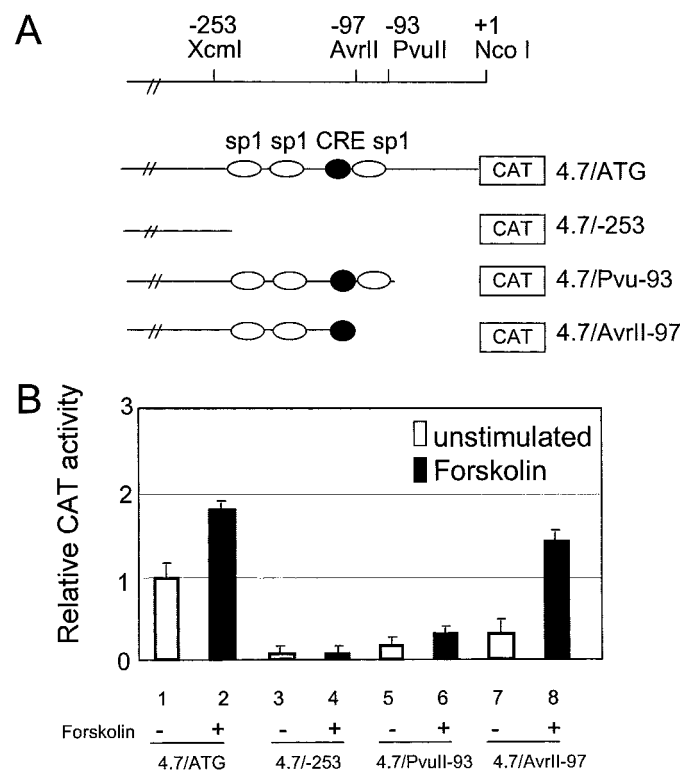 A
-253 -97 -93 +1
XcmI AvrII PvuII Nco I
sp1 sp1 CRE sp1
CAT 4.7/ATG
CAT 4.7/-253
CAT 4.7/Pvu-93
CAT 4.7/AvrII-97
B
Relative CAT activity
3
2
1
0
unstimulated
Forskolin
1 2 3 4 5 6 7 8
Forskolin - + - + - + - +
4.7/ATG 4.7/-253 4.7/PvuII-93 4.7/AvrII-97